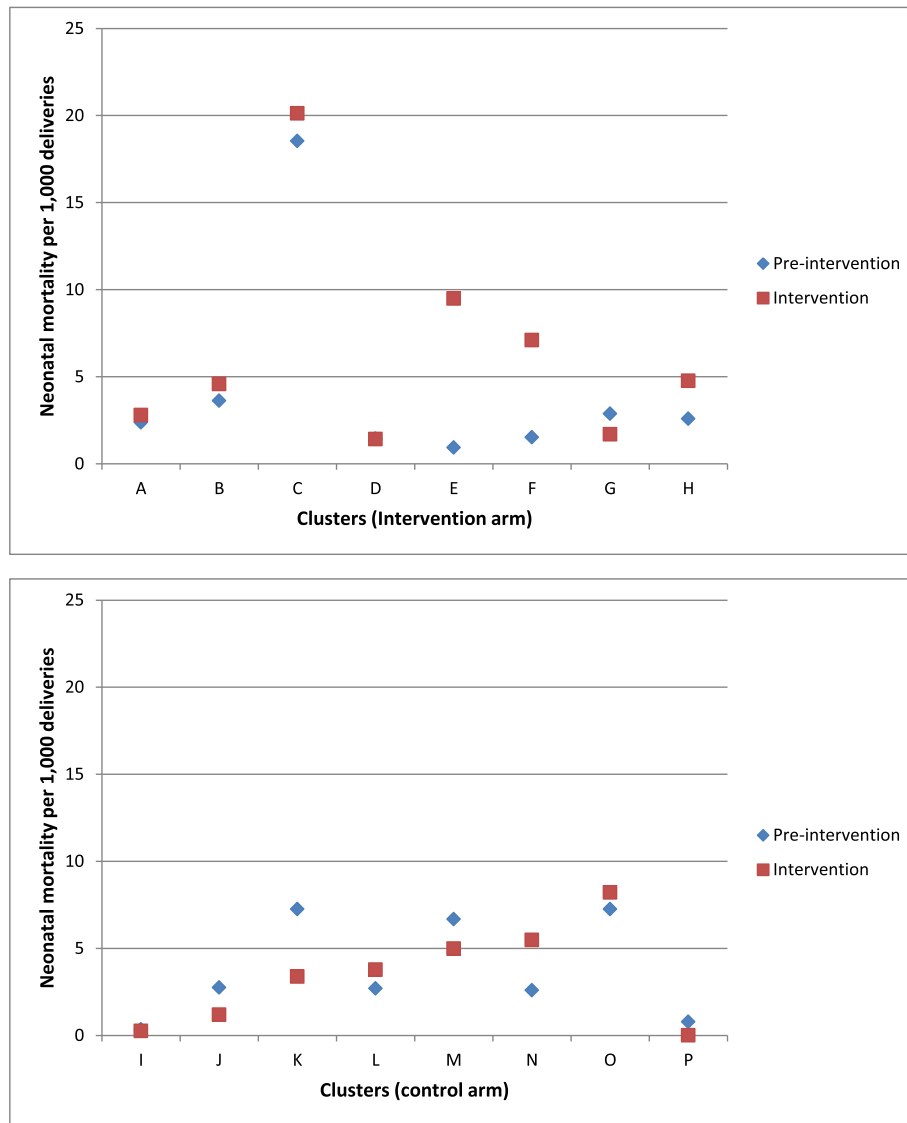 25
20
15
10
5
0
Neonatal mortality per 1,000 deliveries
A B C D E F G H
Clusters (Intervention arm)
Pre-intervention
Intervention
25
20
15
10
5
0
Neonatal mortality per 1,000 deliveries
I J K L M N O P
Clusters (control arm)
Pre-intervention
Intervention